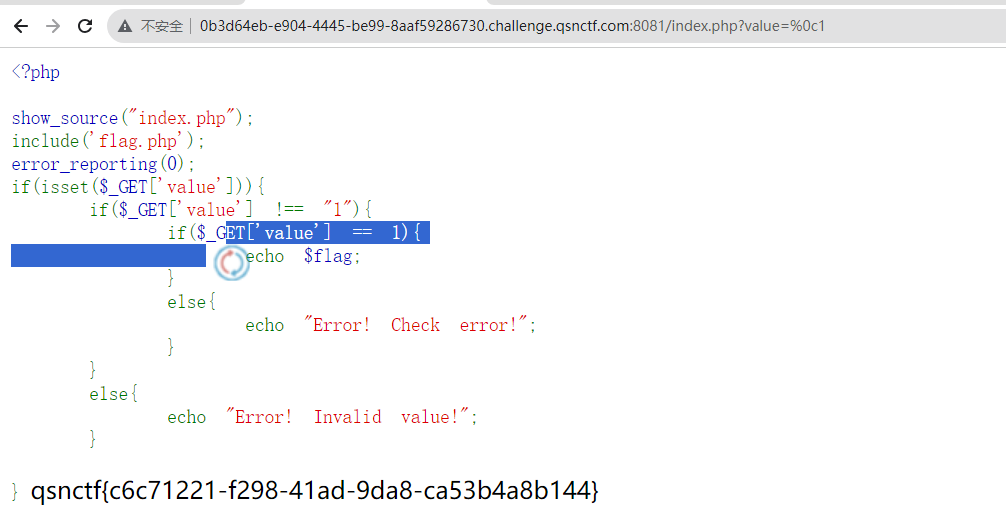 不安全 | 0b3d64eb-e904-4445-be99-8aaf59286730.challenge.qsnctf.com:8081/index.php?value=%0c1
<?php
show_source("index.php");
include('flag.php');
error_reporting(0);
if(isset($_GET['value'])){
if($_GET['value'] !== "1"){
if($_GET['value'] == 1){
echo $flag;
}
else{
echo "Error! Check error!";
}
}
else{
echo "Error! Invalid value!";
}
} qsnctf{c6c71221-f298-41ad-9da8-ca53b4a8b144}